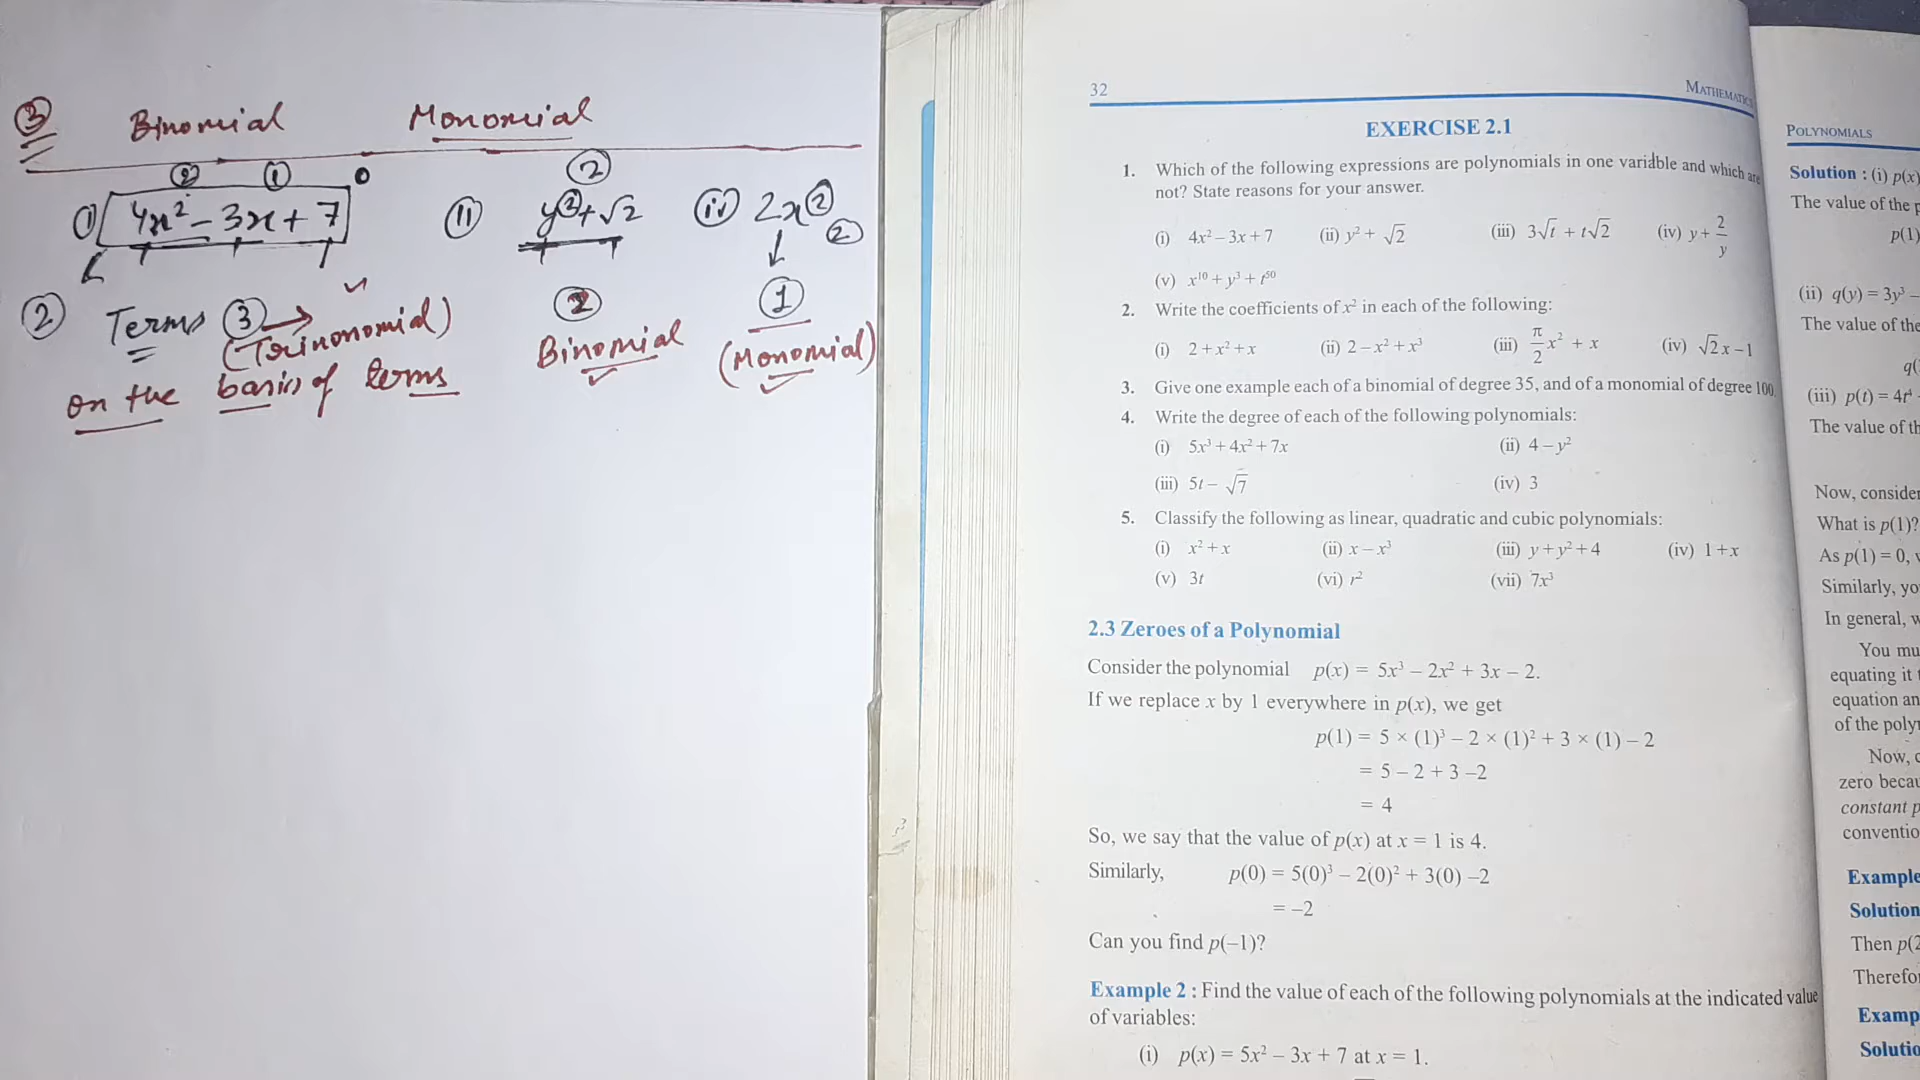 ③ Binomial Monomial
② ① 0 ②
① 4x² – 3x + 7 ⑪ y² + √2 ⅳ 2x² ②
② Terms ③ → (Trinonomial) ② Binomial ① (Monomial)
on the basis of terms
32 MATHEMATIC
EXERCISE 2.1
1. Which of the following expressions are polynomials in one variable and which are
not? State reasons for your answer.
(i) 4x² – 3x + 7 (ii) y² + √2 (iii) 3√t + t√2 (iv) y + 2/y
(v) x¹⁰ + y³ + t⁵⁰
2. Write the coefficients of x² in each of the following:
(i) 2 + x² + x (ii) 2 – x² + x³ (iii) π/2 x² + x (iv) √2 x – 1
3. Give one example each of a binomial of degree 35, and of a monomial of degree 100.
4. Write the degree of each of the following polynomials:
(i) 5x³ + 4x² + 7x (ii) 4 – y²
(iii) 5t – √7 (iv) 3
5. Classify the following as linear, quadratic and cubic polynomials:
(i) x² + x (ii) x – x³ (iii) y + y² + 4 (iv) 1 + x
(v) 3t (vi) r² (vii) 7x³
2.3 Zeroes of a Polynomial
Consider the polynomial p(x) = 5x³ – 2x² + 3x – 2.
If we replace x by 1 everywhere in p(x), we get
p(1) = 5 × (1)³ – 2 × (1)² + 3 × (1) – 2
= 5 – 2 + 3 –2
= 4
So, we say that the value of p(x) at x = 1 is 4.
Similarly, p(0) = 5(0)³ – 2(0)² + 3(0) –2
= –2
Can you find p(–1)?
Example 2 : Find the value of each of the following polynomials at the indicated value
of variables:
(i) p(x) = 5x² – 3x + 7 at x = 1.
POLYNOMIALS
Solution : (i) p(x)
The value of the p
p(1)
(ii) q(y) = 3y³ –
The value of the
q(
(iii) p(t) = 4t⁴
The value of th
Now, consider
What is p(1)?
As p(1) = 0,
Similarly, yo
In general, w
You mu
equating it
equation an
of the poly
Now,
zero becau
constant p
conventio
Example
Solution
Then p(2
Therefo
Examp
Solutio